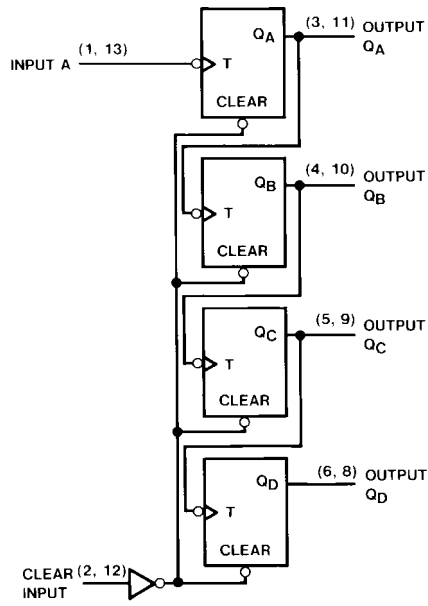 (3, 11) OUTPUT
QA
QA
INPUT A (1, 13)
T
CLEAR
(4, 10) OUTPUT
QB
QB
T
CLEAR
(5, 9) OUTPUT
QC
QC
T
CLEAR
(6, 8) OUTPUT
QD
QD
T
CLEAR
CLEAR (2, 12)
INPUT